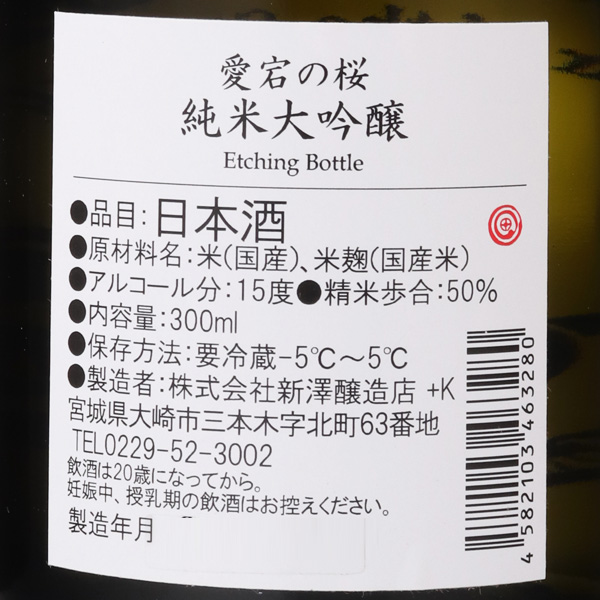 愛宕の桜
純米大吟醸
Etching Bottle
●品目：日本酒
●原材料名：米(国産)、米麹(国産米)
●アルコール分：15度●精米歩合：50%
●内容量：300ml
●保存方法：要冷蔵-5℃～5℃
●製造者：株式会社新澤醸造店 +K
宮城県大崎市三本木字北町63番地
TEL0229-52-3002
飲酒は20歳になってから。
妊娠中、授乳期の飲酒はお控えください。
製造年月
4 582103 463280